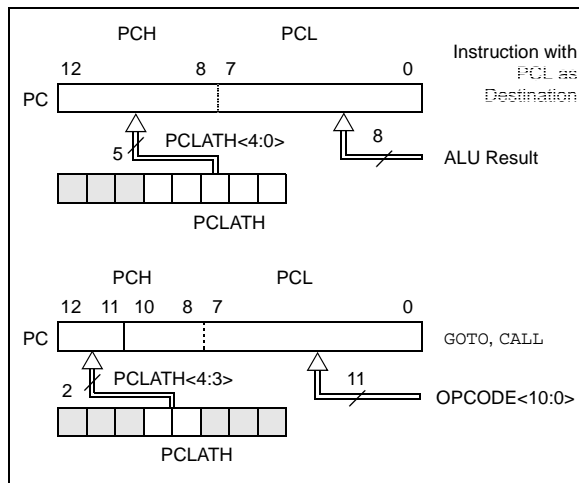 PCH PCL
12 8 7 0
Instruction with
PCL as
Destination
PC
5 PCLATH<4:0> 8
ALU Result
PCLATH
PCH PCL
12 11 10 8 7 0
PC GOTO, CALL
2 PCLATH<4:3> 11
OPCODE<10:0>
PCLATH